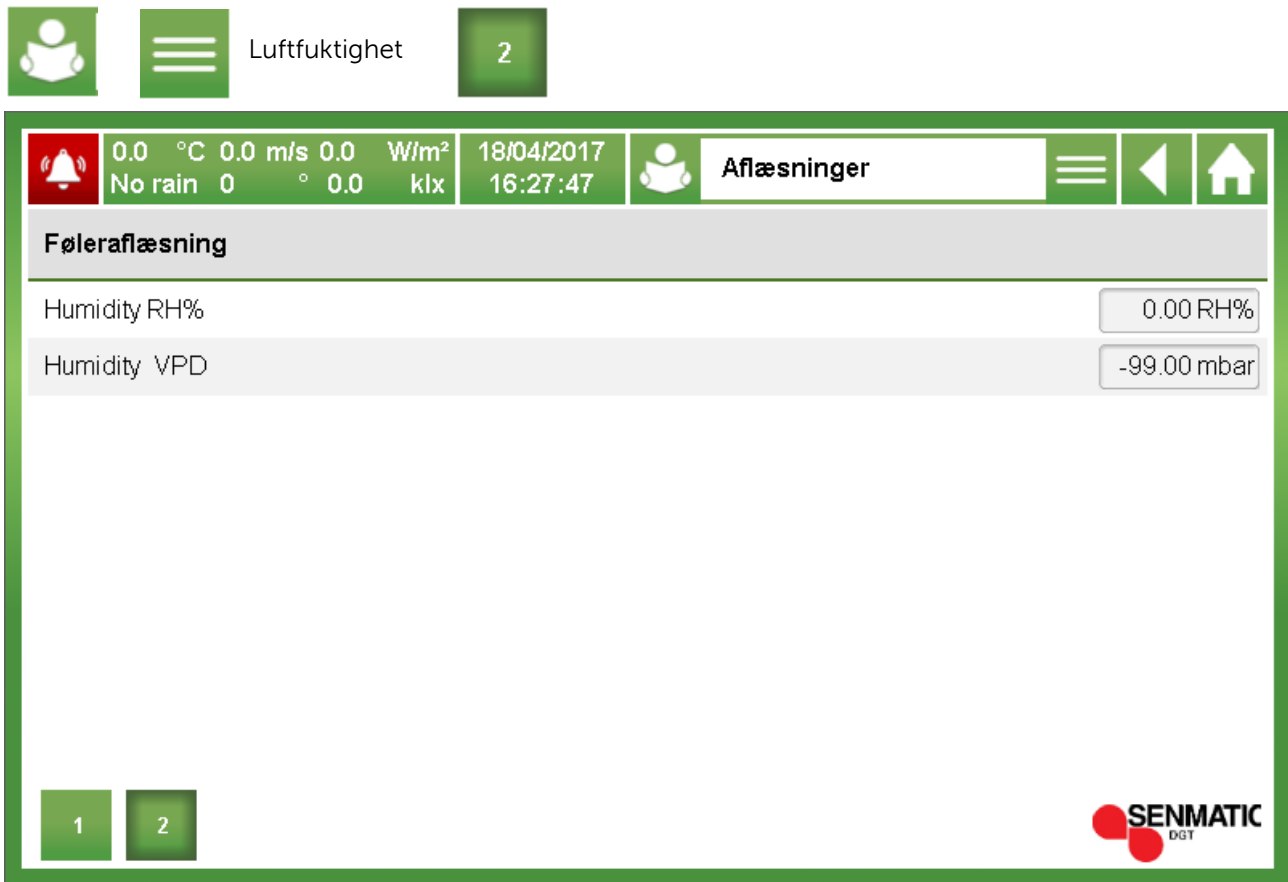 Luftfuktighet
2
0.0 °C 0.0 m/s 0.0 W/m²
No rain 0 ° 0.0 klx
18/04/2017
16:27:47
Aflæsninger
Føleraflæsning
Humidity RH%
0.00 RH%
Humidity VPD
-99.00 mbar
1
2
SENMATIC
DGT